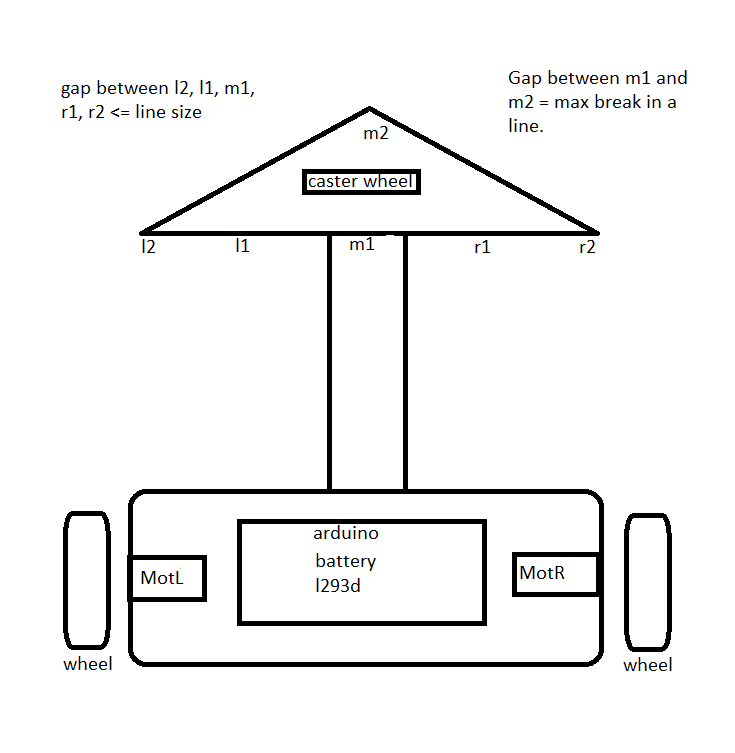 gap between l2, l1, m1,
r1, r2 <= line size
Gap between m1 and
m2 = max break in a
line.
m2
caster wheel
l2
l1
m1
r1
r2
arduino
battery
l293d
MotL
MotR
wheel
wheel